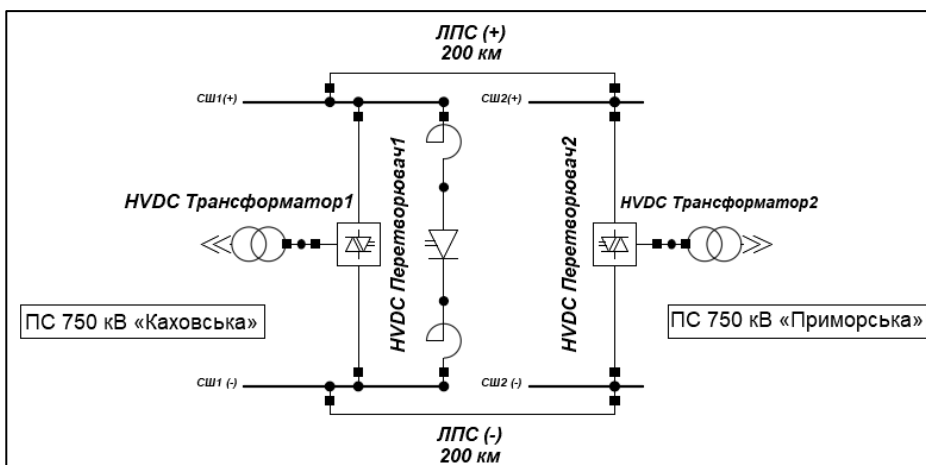 ЛПС (+)
200 км
СШ1(+)
СШ2(+)
HVDC Перетворювач1
HVDC Перетворювач2
HVDC Трансформатор1
HVDC Трансформатор2
ПС 750 кВ «Каховська»
ПС 750 кВ «Приморська»
СШ1 (-)
СШ2 (-)
ЛПС (-)
200 км